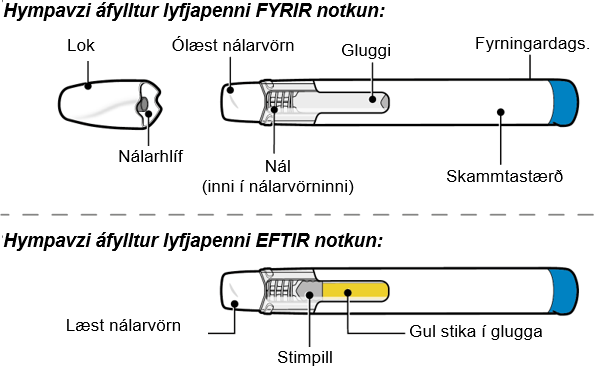 Hympavzi áfylltur lyfjapenni FYRIR notkun:
Lok
Ólæst nálarvörn
Gluggi
Fyrningardags.
Nálarhlíf
Nál
(inni í nálarvörninni)
Skammtastærð
Hympavzi áfylltur lyfjapenni EFTIR notkun:
Læst nálarvörn
Stimpill
Gul stika í glugga